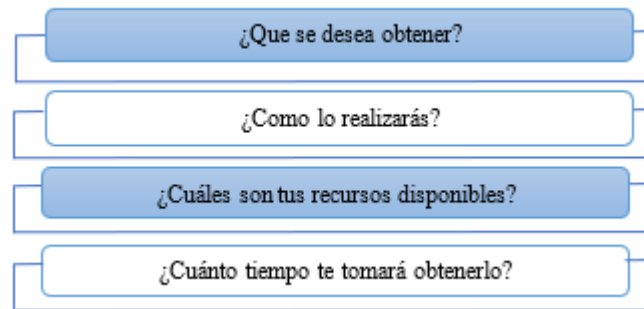 ¿Que se desea obtener?
¿Como lo realizarás?
¿Cuáles son tus recursos disponibles?
¿Cuánto tiempo te tomará obtenerlo?